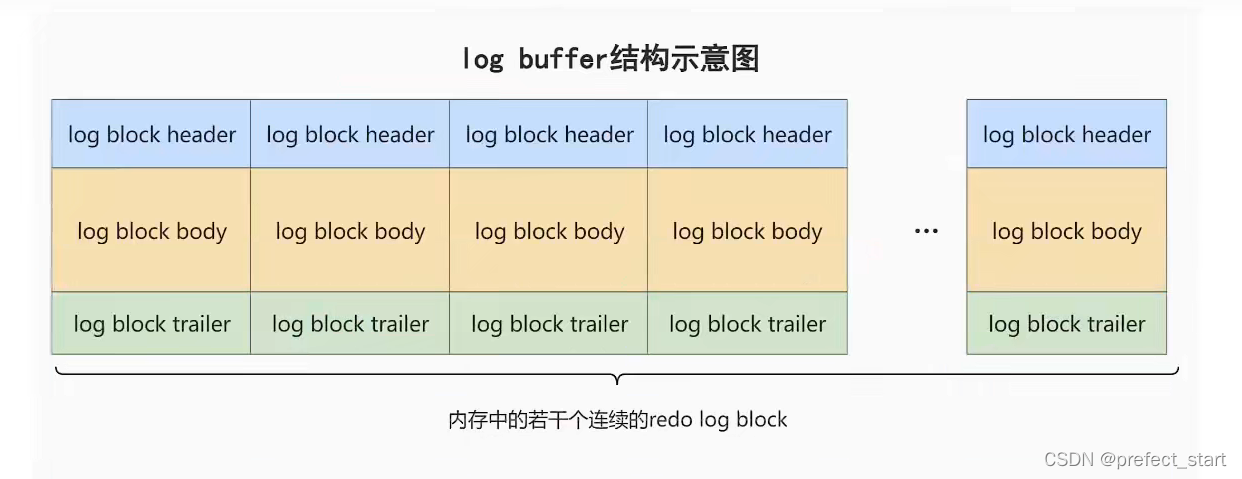 log buffer结构示意图
log block header log block header log block header log block header log block header
log block body log block body log block body log block body ... log block body
log block trailer log block trailer log block trailer log block trailer log block trailer
内存中的若干个连续的redo log block
CSDN @prefect_start